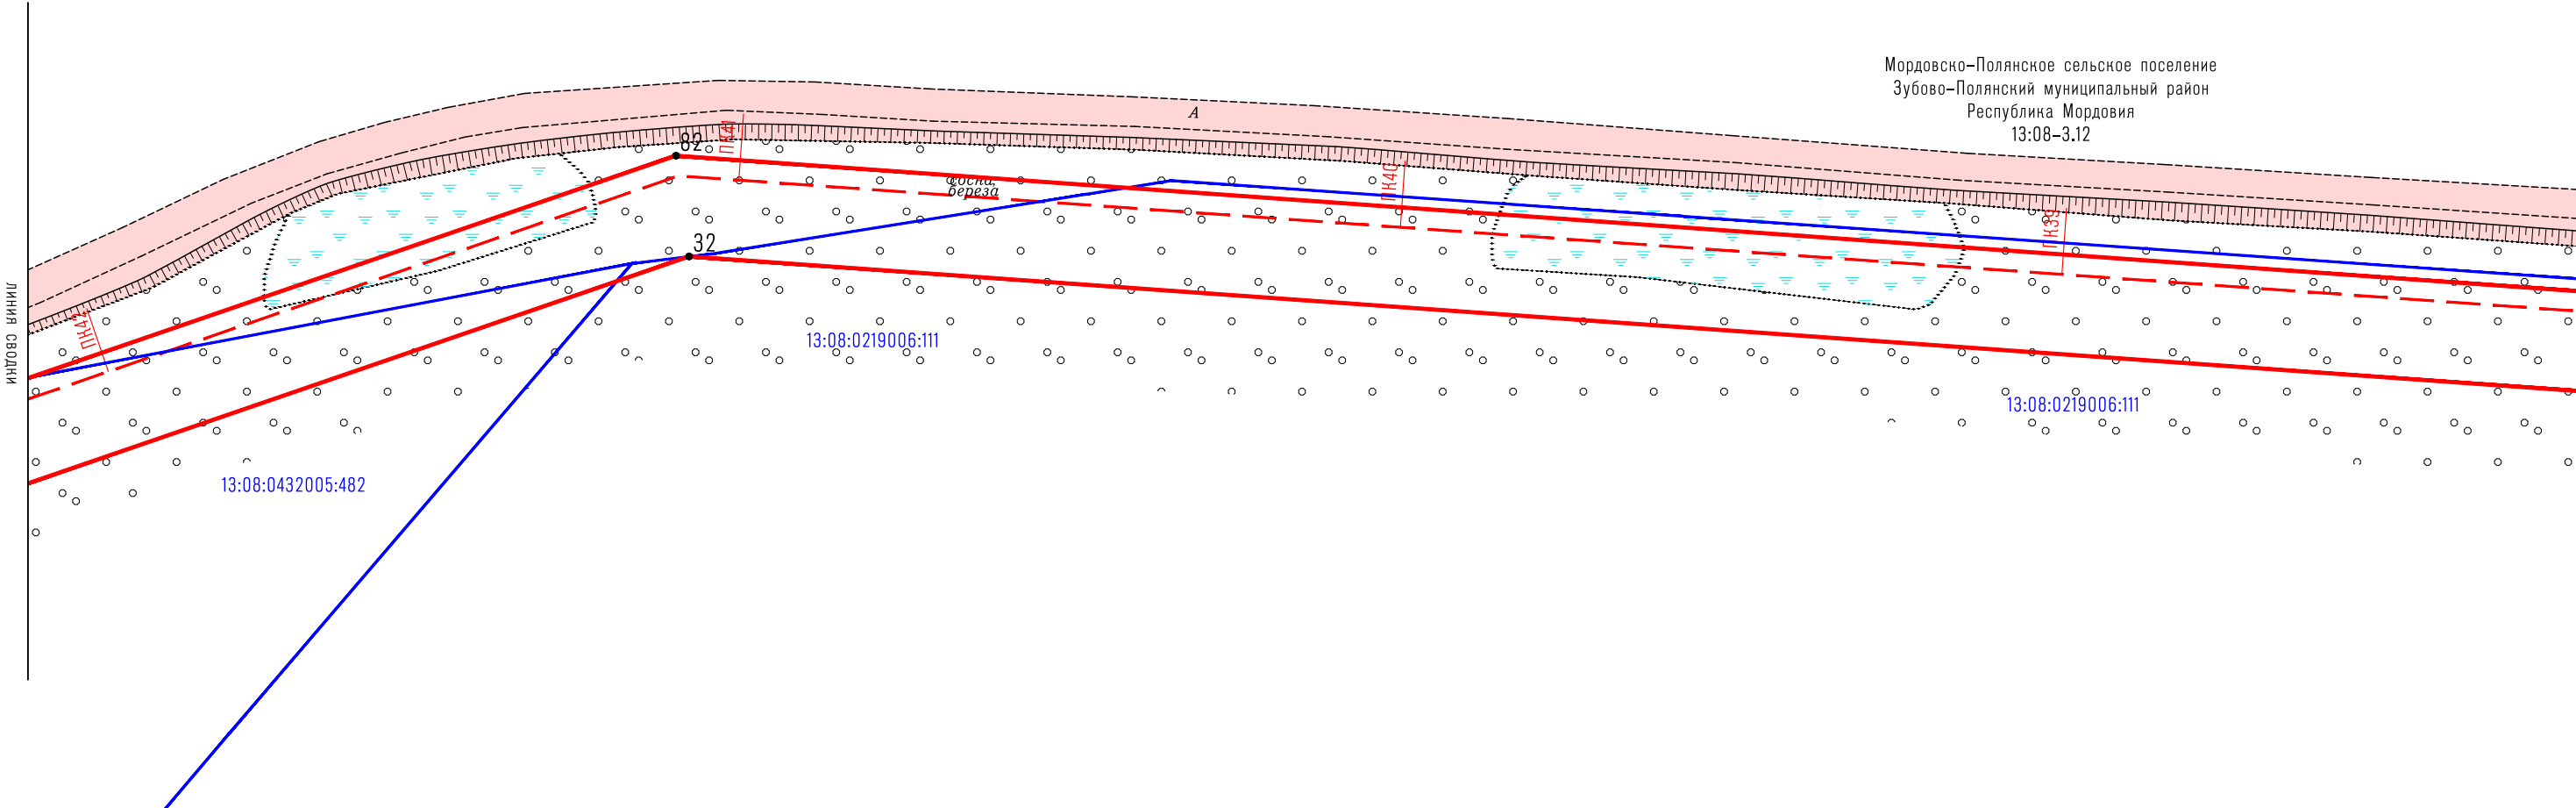 Мордовско-Полянское сельское поселение
Зубово-Полянский муниципальный район
Республика Мордовия
13:08-3.12
А
ПК41
82
ПК40
сосна,
береза
ПК39
32
ПК42
ЛИНИЯ СВОДКИ
13:08:0219006:111
13:08:0219006:111
13:08:0432005:482